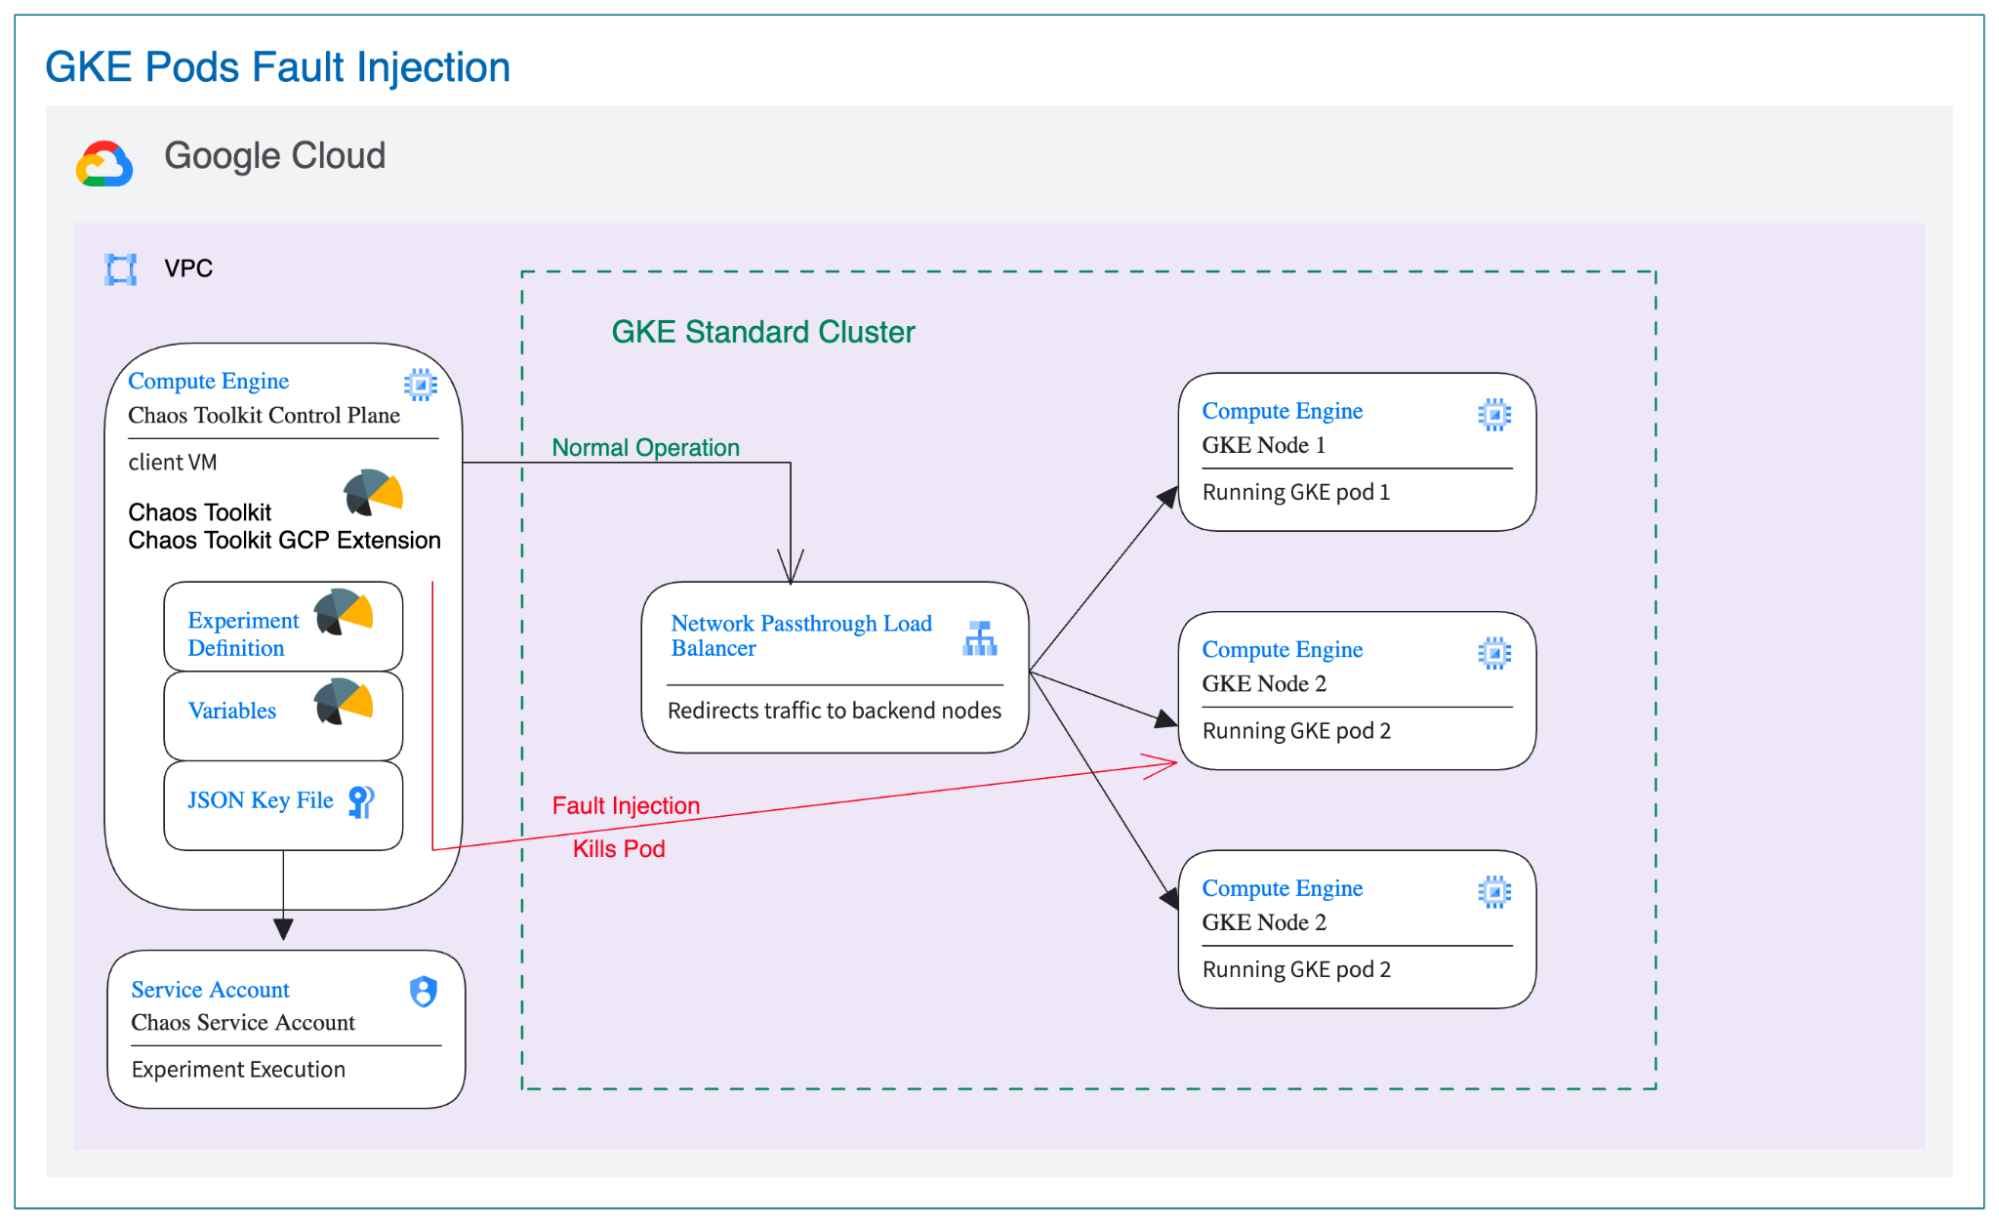 GKE Pods Fault Injection
Google Cloud
VPC
GKE Standard Cluster
Compute Engine
Chaos Toolkit Control Plane
client VM
Chaos Toolkit
Chaos Toolkit GCP Extension
Experiment
Definition
Variables
JSON Key File
Service Account
Chaos Service Account
Experiment Execution
Normal Operation
Network Passthrough Load
Balancer
Redirects traffic to backend nodes
Fault Injection
Kills Pod
Compute Engine
GKE Node 1
Running GKE pod 1
Compute Engine
GKE Node 2
Running GKE pod 2
Compute Engine
GKE Node 2
Running GKE pod 2